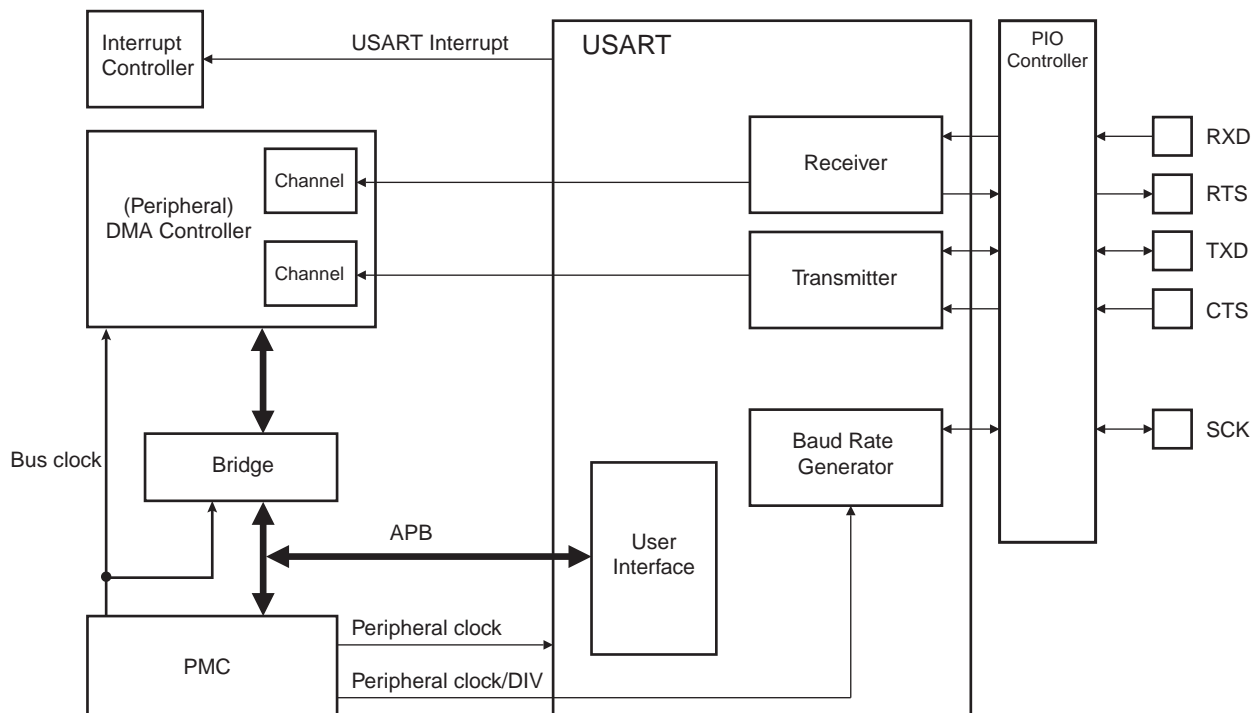 Interrupt
Controller
USART Interrupt
USART
PIO
Controller
(Peripheral)
DMA Controller
Channel
Channel
Receiver
Transmitter
RXD
RTS
TXD
CTS
SCK
Baud Rate
Generator
Bus clock
Bridge
APB
User
Interface
PMC
Peripheral clock
Peripheral clock/DIV